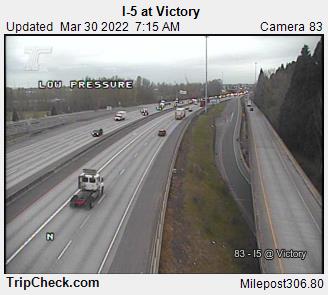 I-5 at Victory
Updated Mar 30 2022 7:15 AM Camera 83
LOW PRESSURE
N
83 - I5 @ Victory
TripCheck.com Milepost306.80